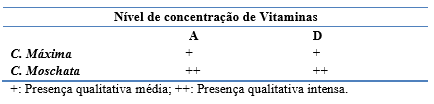 Nível de concentração de Vitaminas
A D
C. Máxima + +
C. Moschata ++ ++
+: Presença qualitativa média; ++: Presença qualitativa intensa.